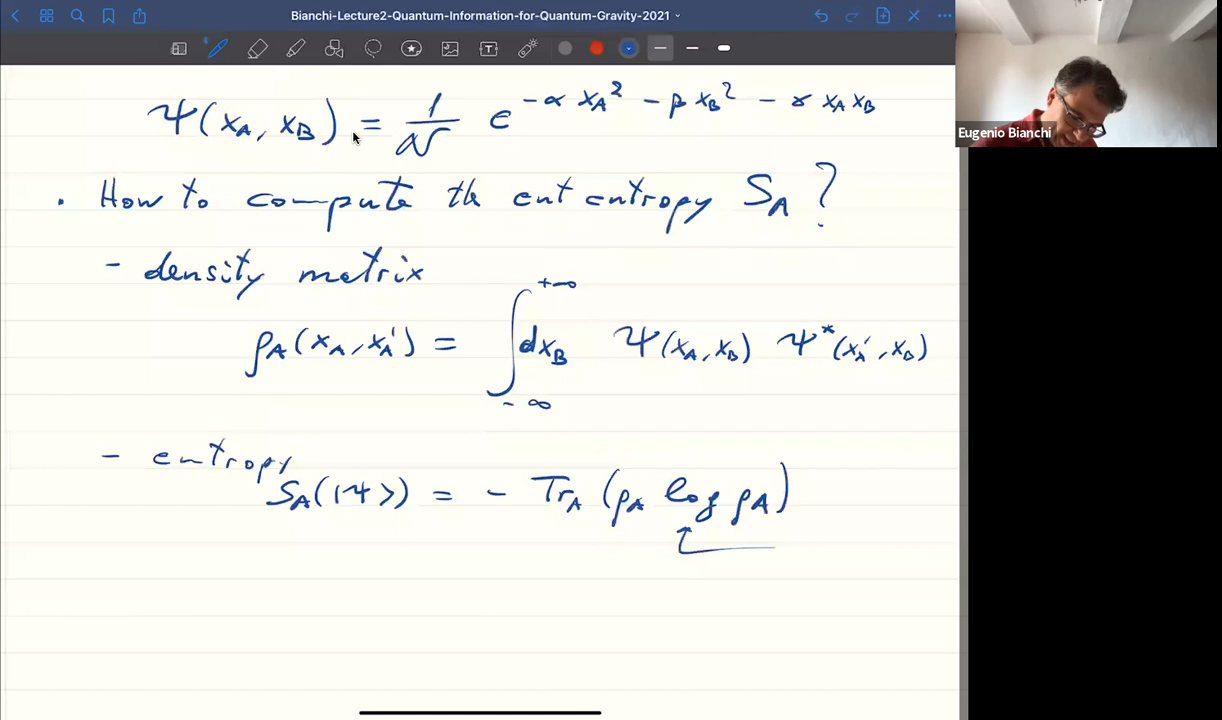 Bianchi-Lecture2-Quantum-Information-for-Quantum-Gravity-2021
Eugenio Bianchi
Ψ(x_A, x_B) = 1/𝒩 e^{-α x_A² - β x_B² - γ x_A x_B}
• How to compute the ent entropy S_A ?
- density matrix
ρ_A(x_A, x_A') = ∫_{-∞}^{+∞} dx_B Ψ(x_A, x_B) Ψ*(x_A', x_B)
- entropy
S_A(|Ψ>) = - Tr_A (ρ_A log ρ_A)